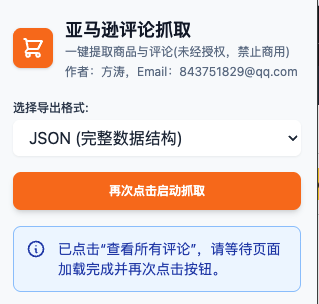 亚马逊评论抓取
一键提取商品与评论(未经授权，禁止商用)
作者：方涛，Email：843751829@qq.com
选择导出格式:
JSON (完整数据结构)
再次点击启动抓取
已点击“查看所有评论”，请等待页面
加载完成并再次点击按钮。